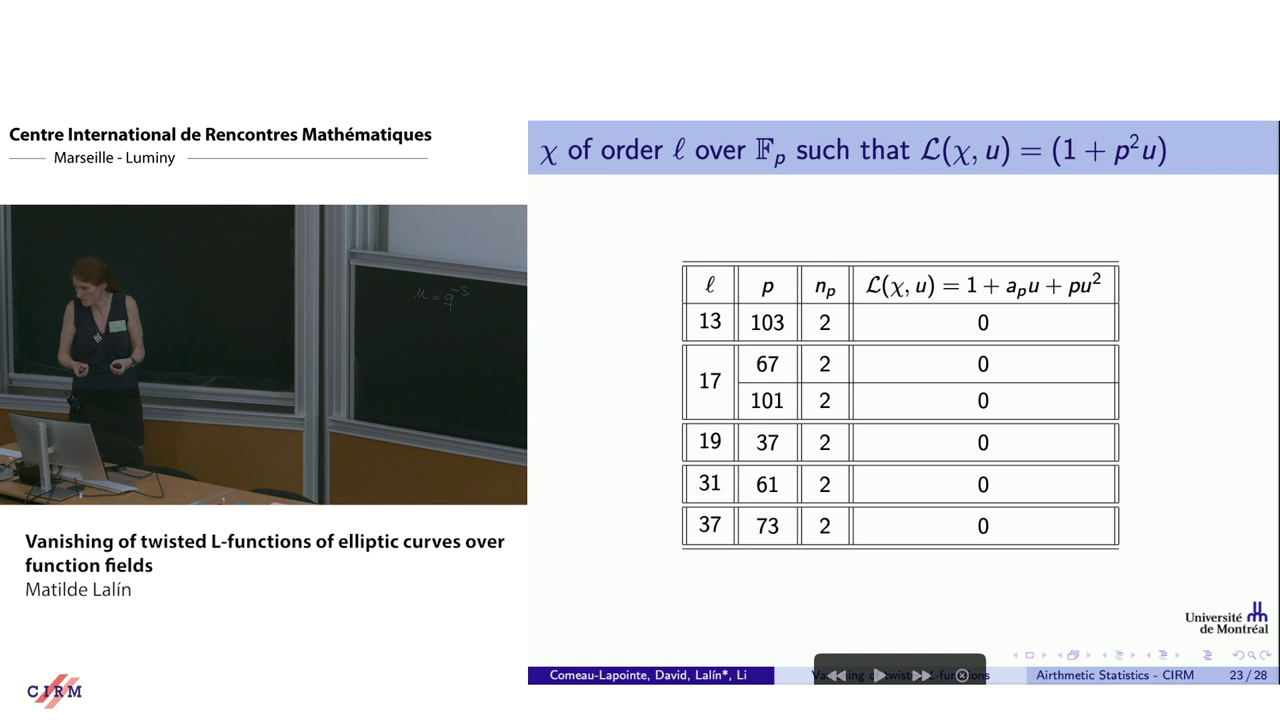 Centre International de Rencontres Mathématiques
Marseille - Luminy
u = q^{-s}
Vanishing of twisted L-functions of elliptic curves over
function fields
Matilde Lalín
CIRM
χ of order ℓ over 𝔽_p such that ℒ(χ, u) = (1 + p²u)
ℓ p n_p ℒ(χ, u) = 1 + a_p u + pu²
13 103 2 0
17 67 2 0
101 2 0
19 37 2 0
31 61 2 0
37 73 2 0
Université
de Montréal
Comeau-Lapointe, David, Lalín*, Li
Airthmetic Statistics - CIRM
23 / 28